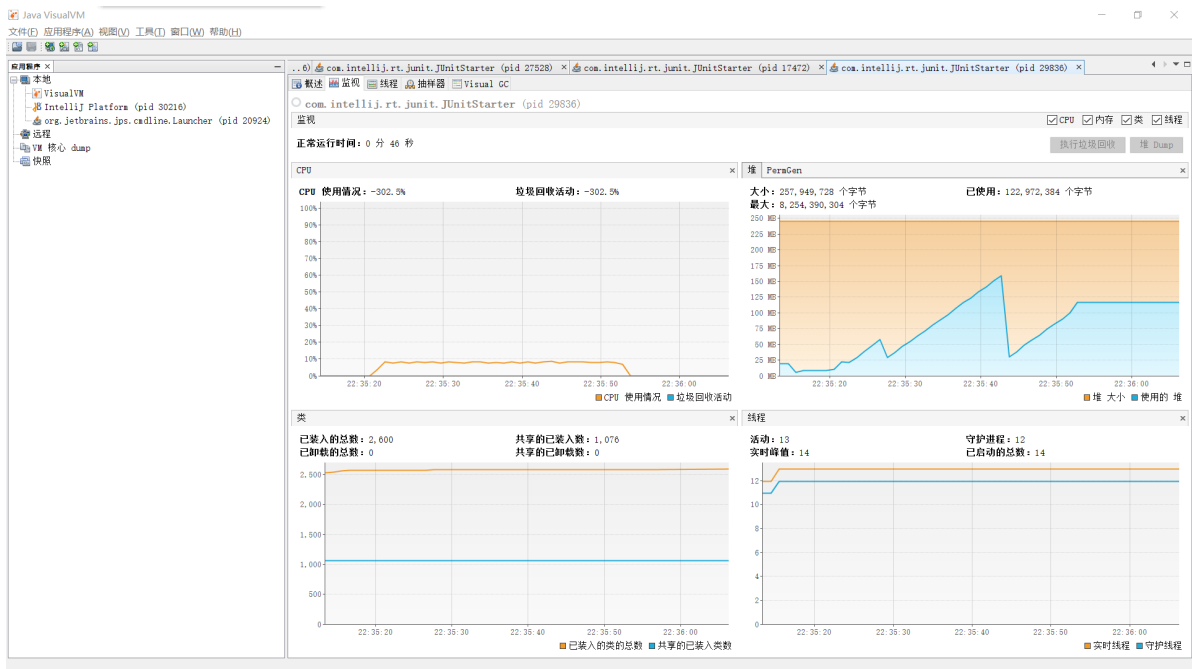 Java VisualVM
文件(F) 应用程序(A) 视图(V) 工具(T) 窗口(W) 帮助(H)
应用程序 ×
本地
VisualVM
IntelliJ Platform (pid 30216)
org.jetbrains.jps.cmdline.Launcher (pid 20924)
远程
VM 核心 dump
快照
..6) com.intellij.rt.junit.JUnitStarter (pid 27528) × com.intellij.rt.junit.JUnitStarter (pid 17472) × com.intellij.rt.junit.JUnitStarter (pid 29836) ×
概述 监视 线程 抽样器 Visual GC
com.intellij.rt.junit.JUnitStarter (pid 29836)
监视 CPU 内存 类 线程
正常运行时间: 0 分 46 秒 执行垃圾回收 堆 Dump
CPU ×
CPU 使用情况: -302.5% 垃圾回收活动: -302.5%
100%
90%
80%
70%
60%
50%
40%
30%
20%
10%
0%
22:35:20 22:35:30 22:35:40 22:35:50 22:36:00
CPU 使用情况 垃圾回收活动
堆 PermGen ×
大小: 257,949,728 个字节 已使用: 122,972,384 个字节
最大: 8,254,390,304 个字节
250 MB
225 MB
200 MB
175 MB
150 MB
125 MB
100 MB
75 MB
50 MB
25 MB
0 MB
22:35:20 22:35:30 22:35:40 22:35:50 22:36:00
堆 大小 使用的 堆
类 ×
已装入的总数: 2,600 共享的已装入数: 1,076
已卸载的总数: 0 共享的已卸载数: 0
2,500
2,000
1,500
1,000
500
0
22:35:20 22:35:30 22:35:40 22:35:50 22:36:00
已装入的类的总数 共享的已装入类数
线程 ×
活动: 13 守护进程: 12
实时峰值: 14 已启动的总数: 14
12
10
8
6
4
2
0
22:35:20 22:35:30 22:35:40 22:35:50 22:36:00
实时线程 守护线程